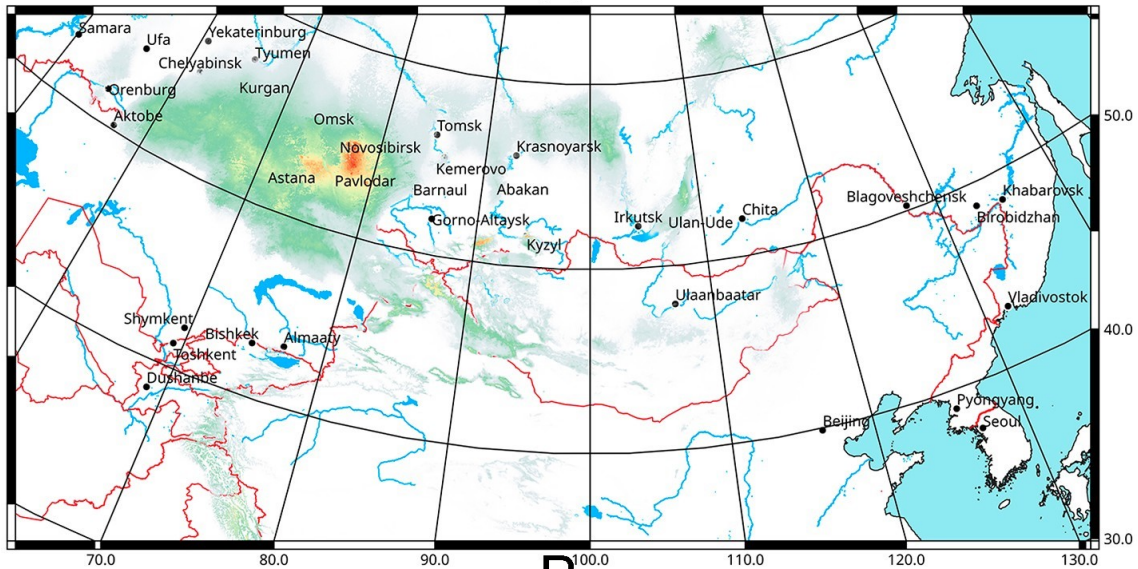 Samara
Yekaterinburg
Ufa
Tyumen
Chelyabinsk
Orenburg
Kurgan
50.0
Aktobe
Omsk
Tomsk
Novosibirsk
Krasnoyarsk
Kemerovo
Astana
Pavlodar
Barnaul
Abakan
Blagoveshchensk
Khabarovsk
Gorno-Altaysk
Irkutsk
Ulan-Ude
Chita
Birobidzhan
Kyzyl
Ulaanbaatar
Vladivostok
Shymkent
Bishkek
Almaaty
40.0
Toshkent
Dushanbe
Pyongyang
Beijing
Seoul
30.0
70.0
80.0
90.0
100.0
110.0
120.0
130.0